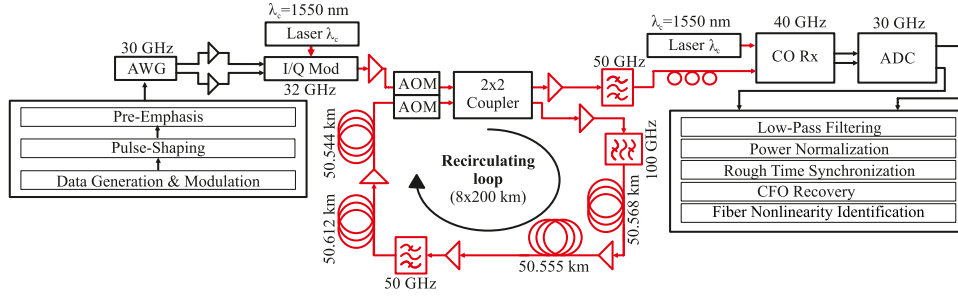 λc=1550 nm
Laser λc
30 GHz
AWG
I/Q Mod
32 GHz
Pre-Emphasis
Pulse-Shaping
Data Generation & Modulation
AOM
AOM
2x2
Coupler
50 GHz
λc=1550 nm
Laser λc
40 GHz
CO Rx
30 GHz
ADC
100 GHz
Recirculating
loop
(8x200 km)
50.544 km
50.612 km
50 GHz
50.555 km
50.568 km
Low-Pass Filtering
Power Normalization
Rough Time Synchronization
CFO Recovery
Fiber Nonlinearity Identification